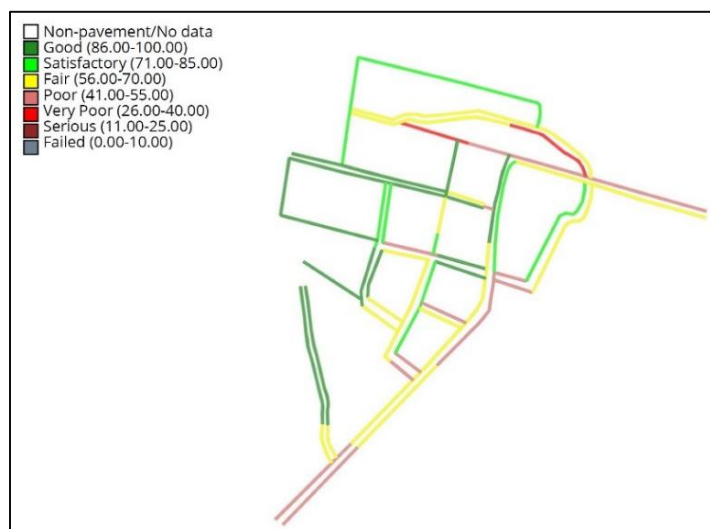 Non-pavement/No data
Good (86.00-100.00)
Satisfactory (71.00-85.00)
Fair (56.00-70.00)
Poor (41.00-55.00)
Very Poor (26.00-40.00)
Serious (11.00-25.00)
Failed (0.00-10.00)